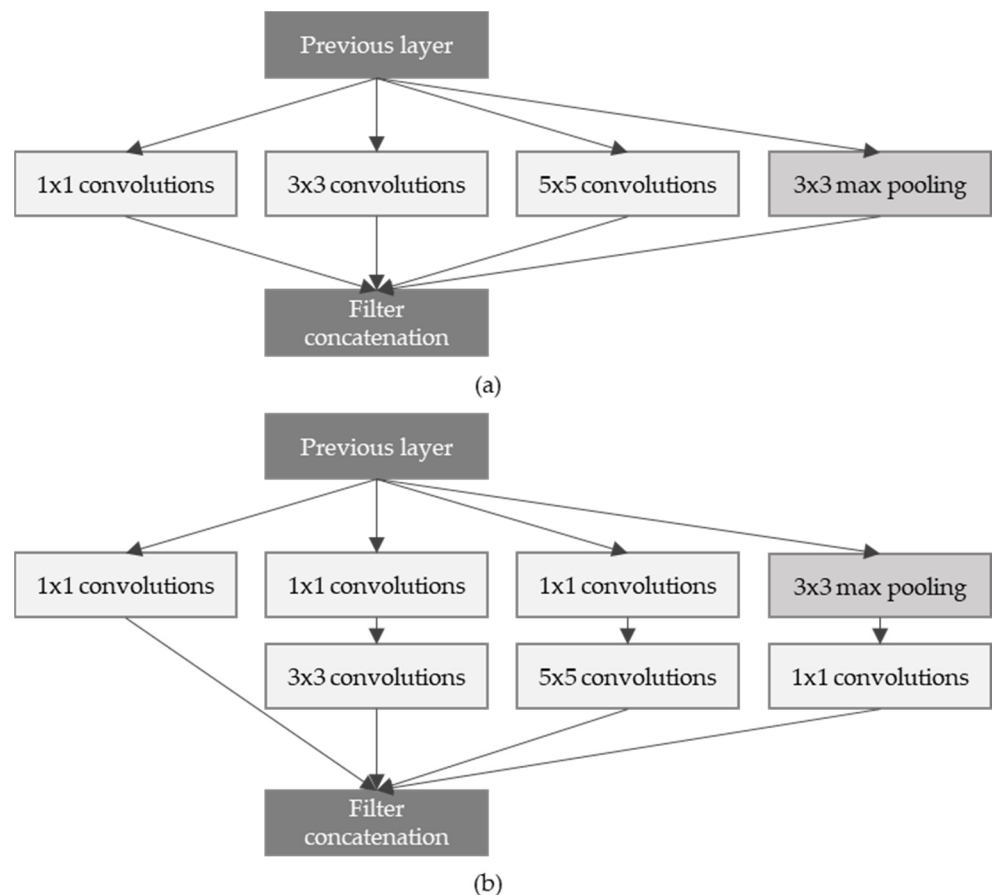 Previous layer
1x1 convolutions
3x3 convolutions
5x5 convolutions
3x3 max pooling
Filter
concatenation
(a)
Previous layer
1x1 convolutions
1x1 convolutions
1x1 convolutions
3x3 max pooling
3x3 convolutions
5x5 convolutions
1x1 convolutions
Filter
concatenation
(b)